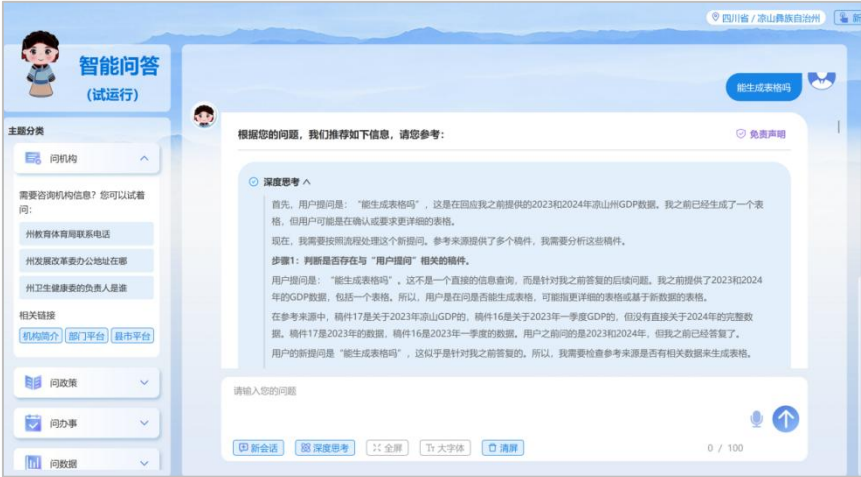 四川省 / 凉山彝族自治州
新
智能问答
(试运行)
能生成表格吗
主题分类
问机构
需要咨询机构信息？您可以试着
问：
州教育体育局联系电话
州发展改革委办公地址在哪
州卫生健康委的负责人是谁
相关链接
机构简介 部门平台 县市平台
问政策
问办事
问数据
根据您的问题，我们推荐如下信息，请您参考：
免责声明
深度思考
首先，用户提问是：“能生成表格吗”，这是在回应我之前提供的2023和2024年凉山州GDP数据。我之前已经生成了一个表
格，但用户可能是在确认或要求更详细的表格。
现在，我需要按照流程处理这个新提问。参考来源提供了多个稿件，我需要分析这些稿件。
步骤1：判断是否存在与“用户提问”相关的稿件。
用户提问是：“能生成表格吗”。这不是一个直接的信息查询，而是针对我之前答复的后续问题。我之前提供了2023和2024
年的GDP数据，包括一个表格。所以，用户是在问是否能生成表格，可能指更详细的表格或基于新数据的表格。
在参考来源中，稿件17是关于2023年凉山GDP的，稿件16是关于2023年一季度GDP的，但没有直接关于2024年的完整数
据。稿件17是2023年的数据，稿件16是2023年一季度的数据。用户之前问的是2023和2024年，但我之前已经答复了。
用户的新提问是“能生成表格吗”，这似乎是针对我之前答复的。所以，我需要检查参考来源是否有相关数据来生成表格。
请输入您的问题
新会话 深度思考 全屏 Tr 大字体 清屏
0 / 100